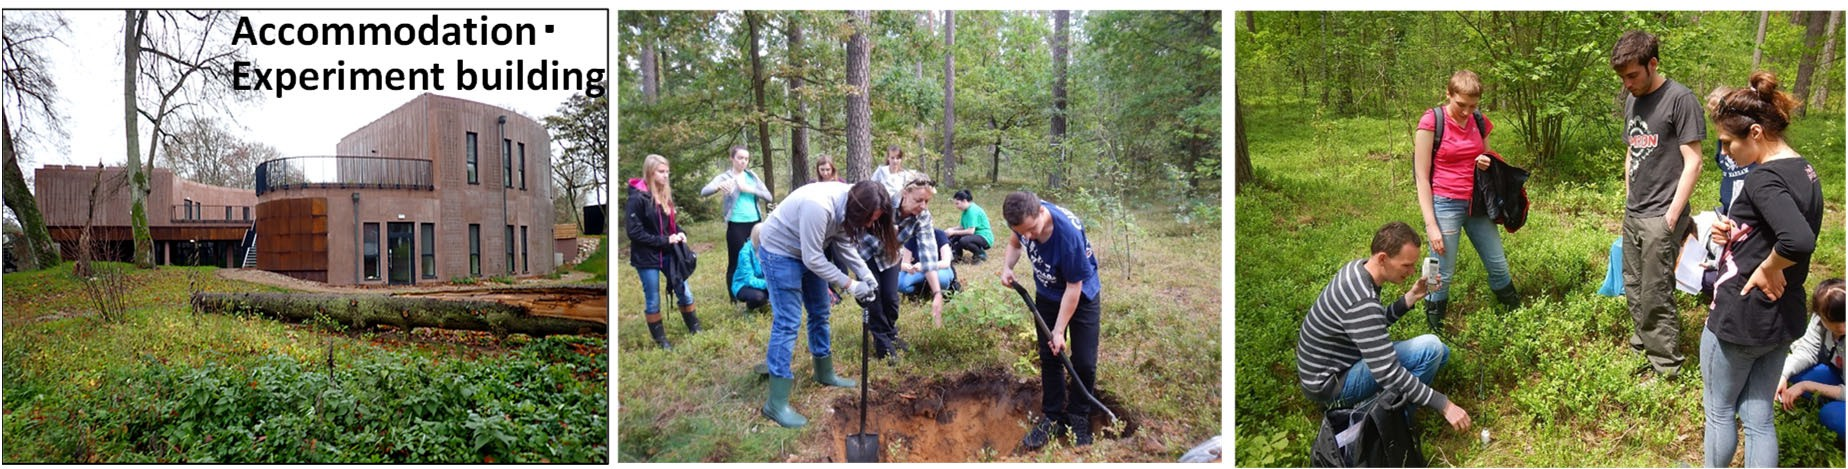 Accommodation・
Experiment building